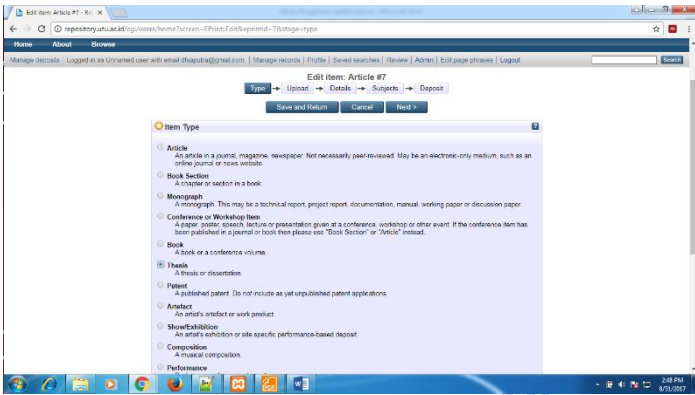 Edit item: Article #7 - Re
repository.utu.ac.id/cgi/users/home?screen=EPrint::Edit&eprintid=7&stage=type
Home About Browse
Manage deposits | Logged in as Unnamed user with email | Manage records | Profile | Saved searches | Review | Admin | Edit page phrases | Logout Search
Edit item: Article #7
Type Upload Details Subjects Deposit
Save and Return Cancel Next >
Item Type
Article
An article in a journal, magazine, newspaper. Not necessarily peer-reviewed. May be an electronic-only medium, such as an
online journal or news website.
Book Section
A chapter or section in a book.
Monograph
A monograph. This may be a technical report, project report, documentation, manual, working paper or discussion paper
Conference or Workshop Item
A paper, poster, speech, lecture or presentation given at a conference, workshop or other event. If the conference item has
been published in a journal or book then please use "Book Section" or "Article" instead.
Book
A book or a conference volume.
Thesis
A thesis or dissertation.
Patent
A published patent. Do not include as yet unpublished patent applications.
Artefact
An artist's artefact or work product.
Show/Exhibition
An artist's exhibition or site specific performance-based deposit.
Composition
A musical composition.
Performance
2:48 PM
8/31/2017